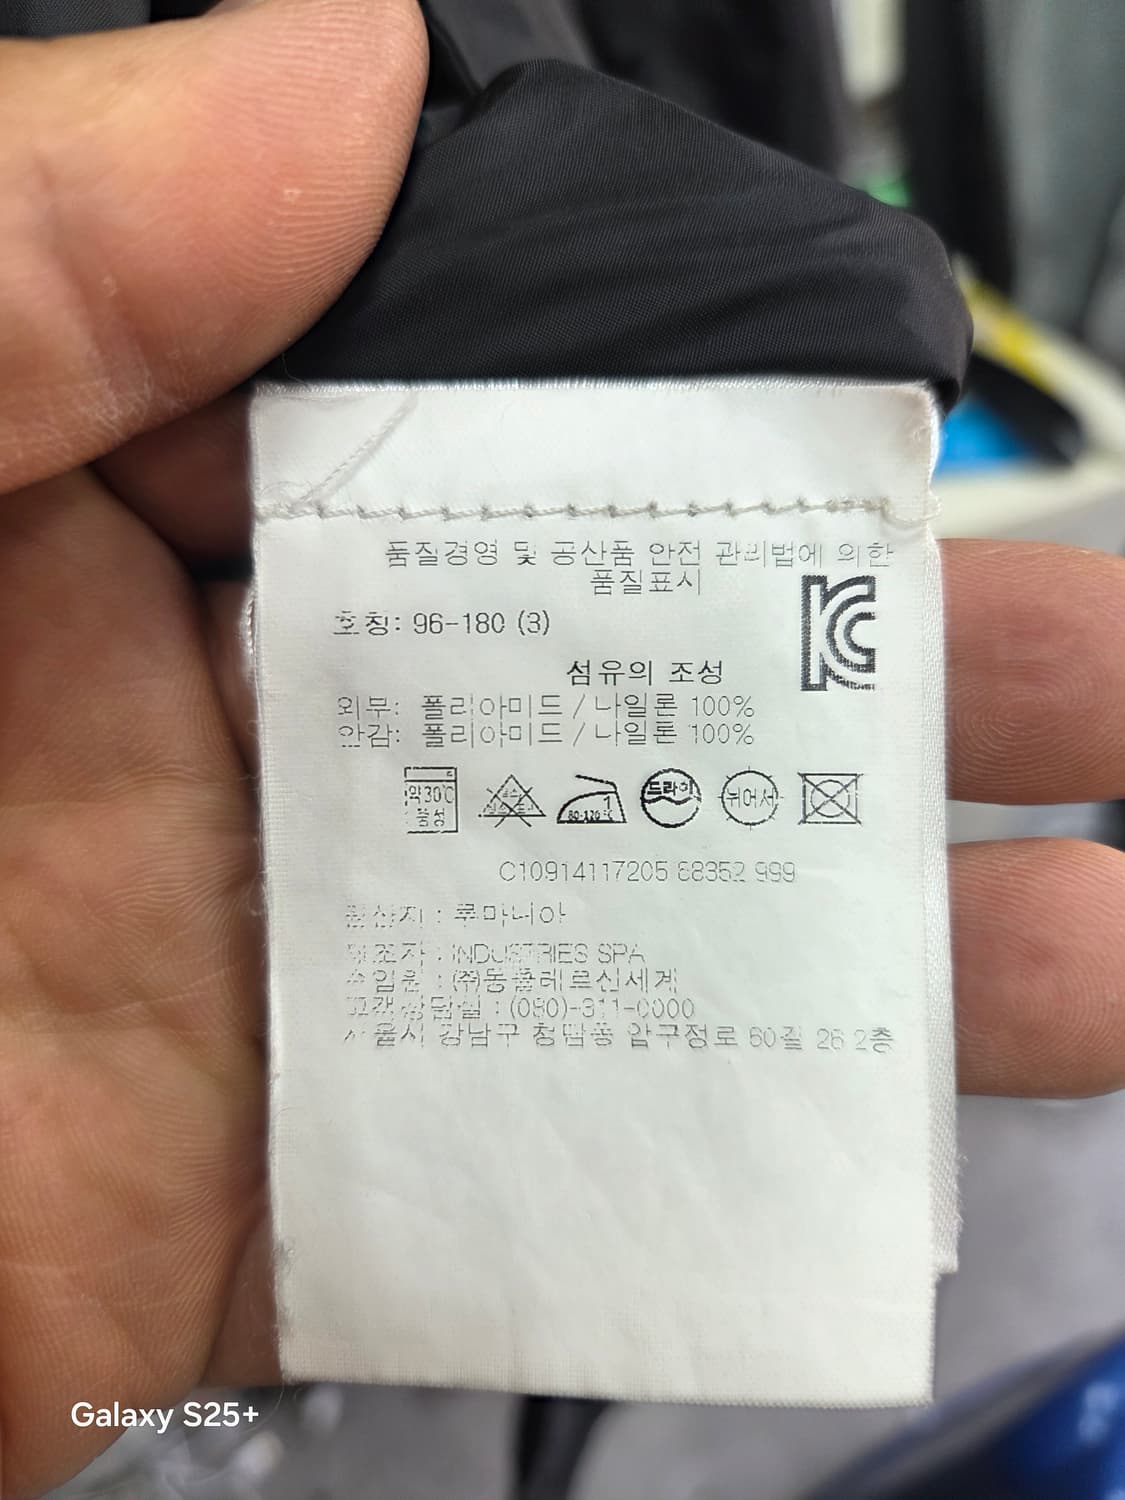 품질경영 및 공산품 안전 관리법에 의한
품질표시
KC
호칭: 96-180 (3)
섬유의 조성
외부: 폴리아미드 / 나일론 100%
안감: 폴리아미드 / 나일론 100%
약30℃ 중성 80-120℃ 1 드라이 뉘어서
C10914117205 68352 999
원산지 : 루마니아
제조자 : INDUSTRIES SPA
수입원 : (주)몽클레르신세계
고객상담실 : (080)-311-0000
서울시 강남구 청담동 압구정로 60길 26 2층
Galaxy S25+